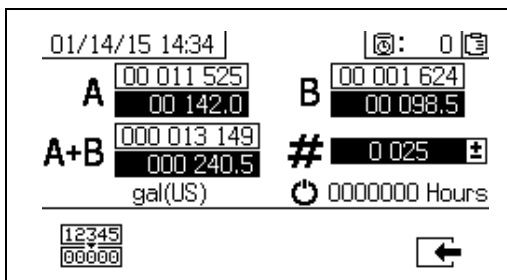 01/14/15 14:34 : 0
A 00 011 525 B 00 001 624
00 142.0 00 098.5
A+B 000 013 149 # 0 025 ±
000 240.5
gal(US) 0000000 Hours
12345
00000